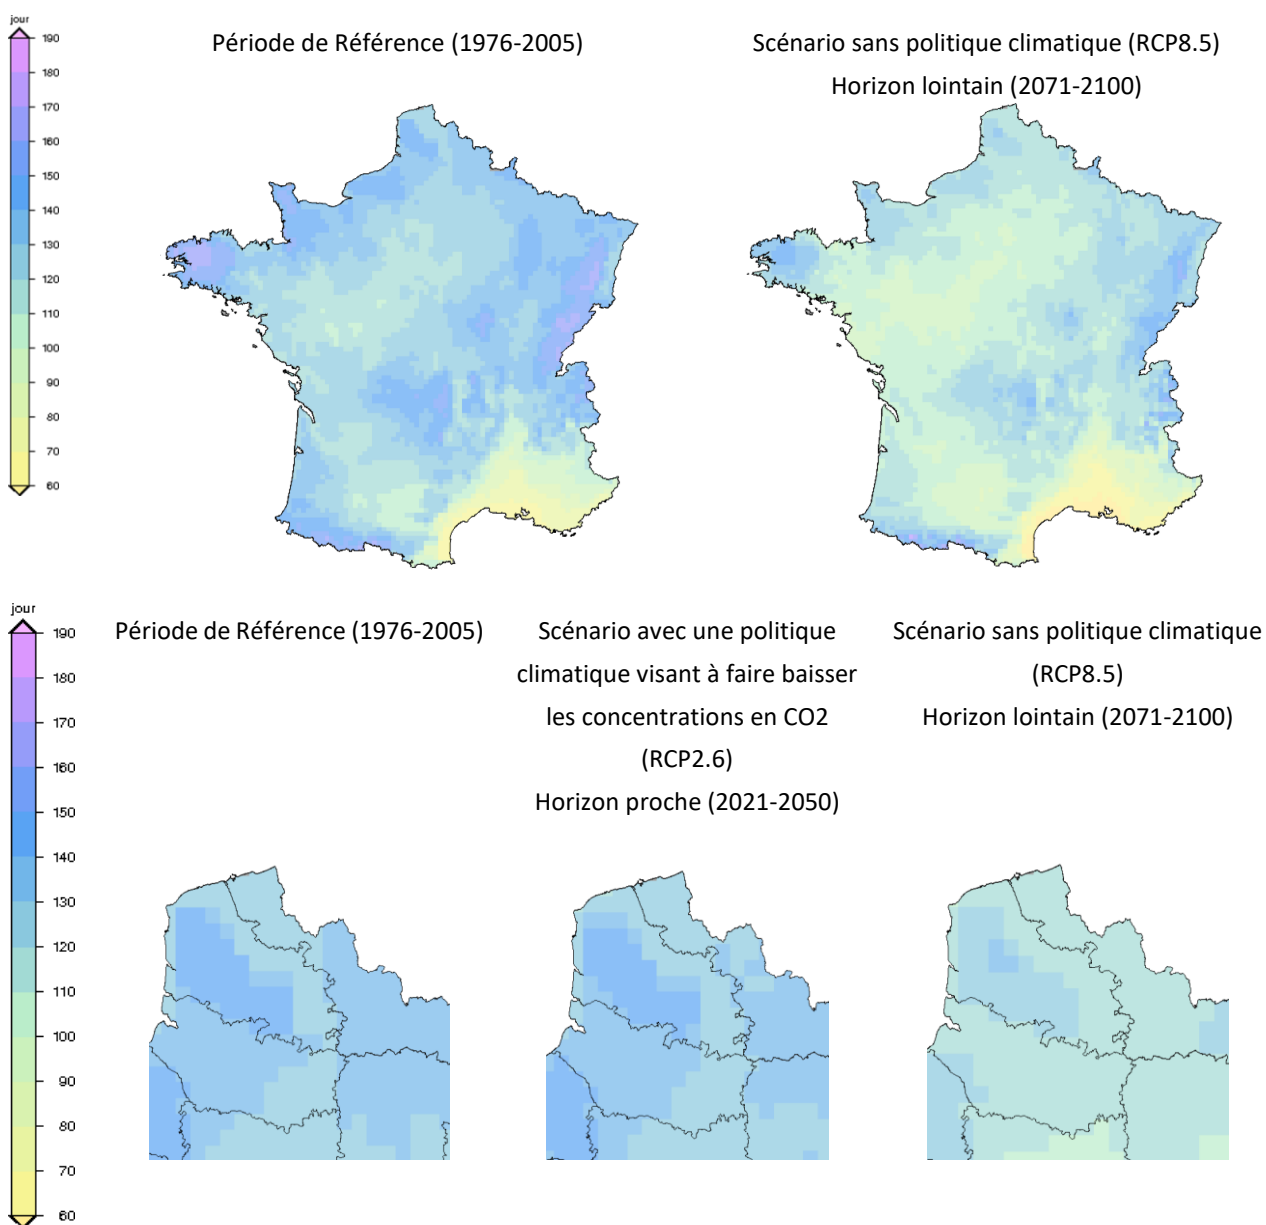 jour
190
180
170
160
150
140
130
120
110
100
90
80
70
60
Période de Référence (1976-2005)
Scénario sans politique climatique (RCP8.5)
Horizon lointain (2071-2100)
jour
190
180
170
160
150
140
130
120
110
100
90
80
70
60
Période de Référence (1976-2005)
Scénario avec une politique
climatique visant à faire baisser
les concentrations en CO2
(RCP2.6)
Horizon proche (2021-2050)
Scénario sans politique climatique
(RCP8.5)
Horizon lointain (2071-2100)